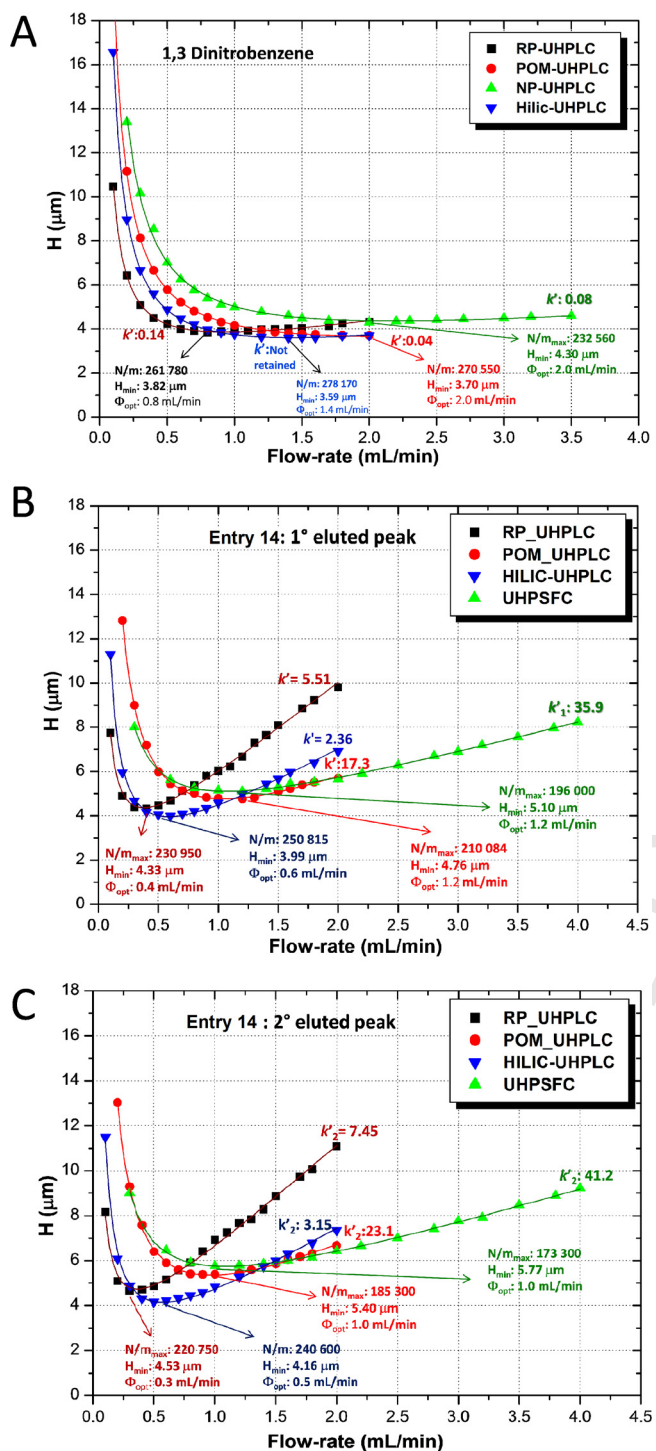 A
1,3 Dinitrobenzene
RP-UHPLC
POM-UHPLC
NP-UHPLC
Hilic-UHPLC
18
16
14
12
10
8
6
4
2
0
H (μm)
k':0.14
k':Not
retained
k':0.04
k': 0.08
N/m: 261 780
Hmin: 3.82 μm
Φopt: 0.8 mL/min
N/m: 278 170
Hmin: 3.59 μm
Φopt: 1.4 mL/min
N/m: 270 550
Hmin: 3.70 μm
Φopt: 2.0 mL/min
N/mmax: 232 560
Hmin: 4.30 μm
Φopt: 2.0 mL/min
0.0 0.5 1.0 1.5 2.0 2.5 3.0 3.5 4.0
Flow-rate (mL/min)
B
Entry 14: 1° eluted peak
RP_UHPLC
POM_UHPLC
HILIC-UHPLC
UHPSFC
18
16
14
12
10
8
6
4
2
0
H (μm)
k'= 5.51
k'= 2.36
k':17.3
k'1: 35.9
N/mmax: 230 950
Hmin: 4.33 μm
Φopt: 0.4 mL/min
N/m: 250 815
Hmin: 3.99 μm
Φopt: 0.6 mL/min
N/mmax: 210 084
Hmin: 4.76 μm
Φopt: 1.2 mL/min
N/mmax: 196 000
Hmin: 5.10 μm
Φopt: 1.2 mL/min
0.0 0.5 1.0 1.5 2.0 2.5 3.0 3.5 4.0 4.5
Flow-rate (mL/min)
C
Entry 14 : 2° eluted peak
RP_UHPLC
POM_UHPLC
HILIC-UHPLC
UHPSFC
18
16
14
12
10
8
6
4
2
0
H (μm)
k'2= 7.45
k'2: 3.15
k'2:23.1
k'2: 41.2
N/mmax: 220 750
Hmin: 4.53 μm
Φopt: 0.3 mL/min
N/m: 240 600
Hmin: 4.16 μm
Φopt: 0.5 mL/min
N/mmax: 185 300
Hmin: 5.40 μm
Φopt: 1.0 mL/min
N/mmax: 173 300
Hmin: 5.77 μm
Φopt: 1.0 mL/min
0.0 0.5 1.0 1.5 2.0 2.5 3.0 3.5 4.0 4.5
Flow-rate (mL/min)